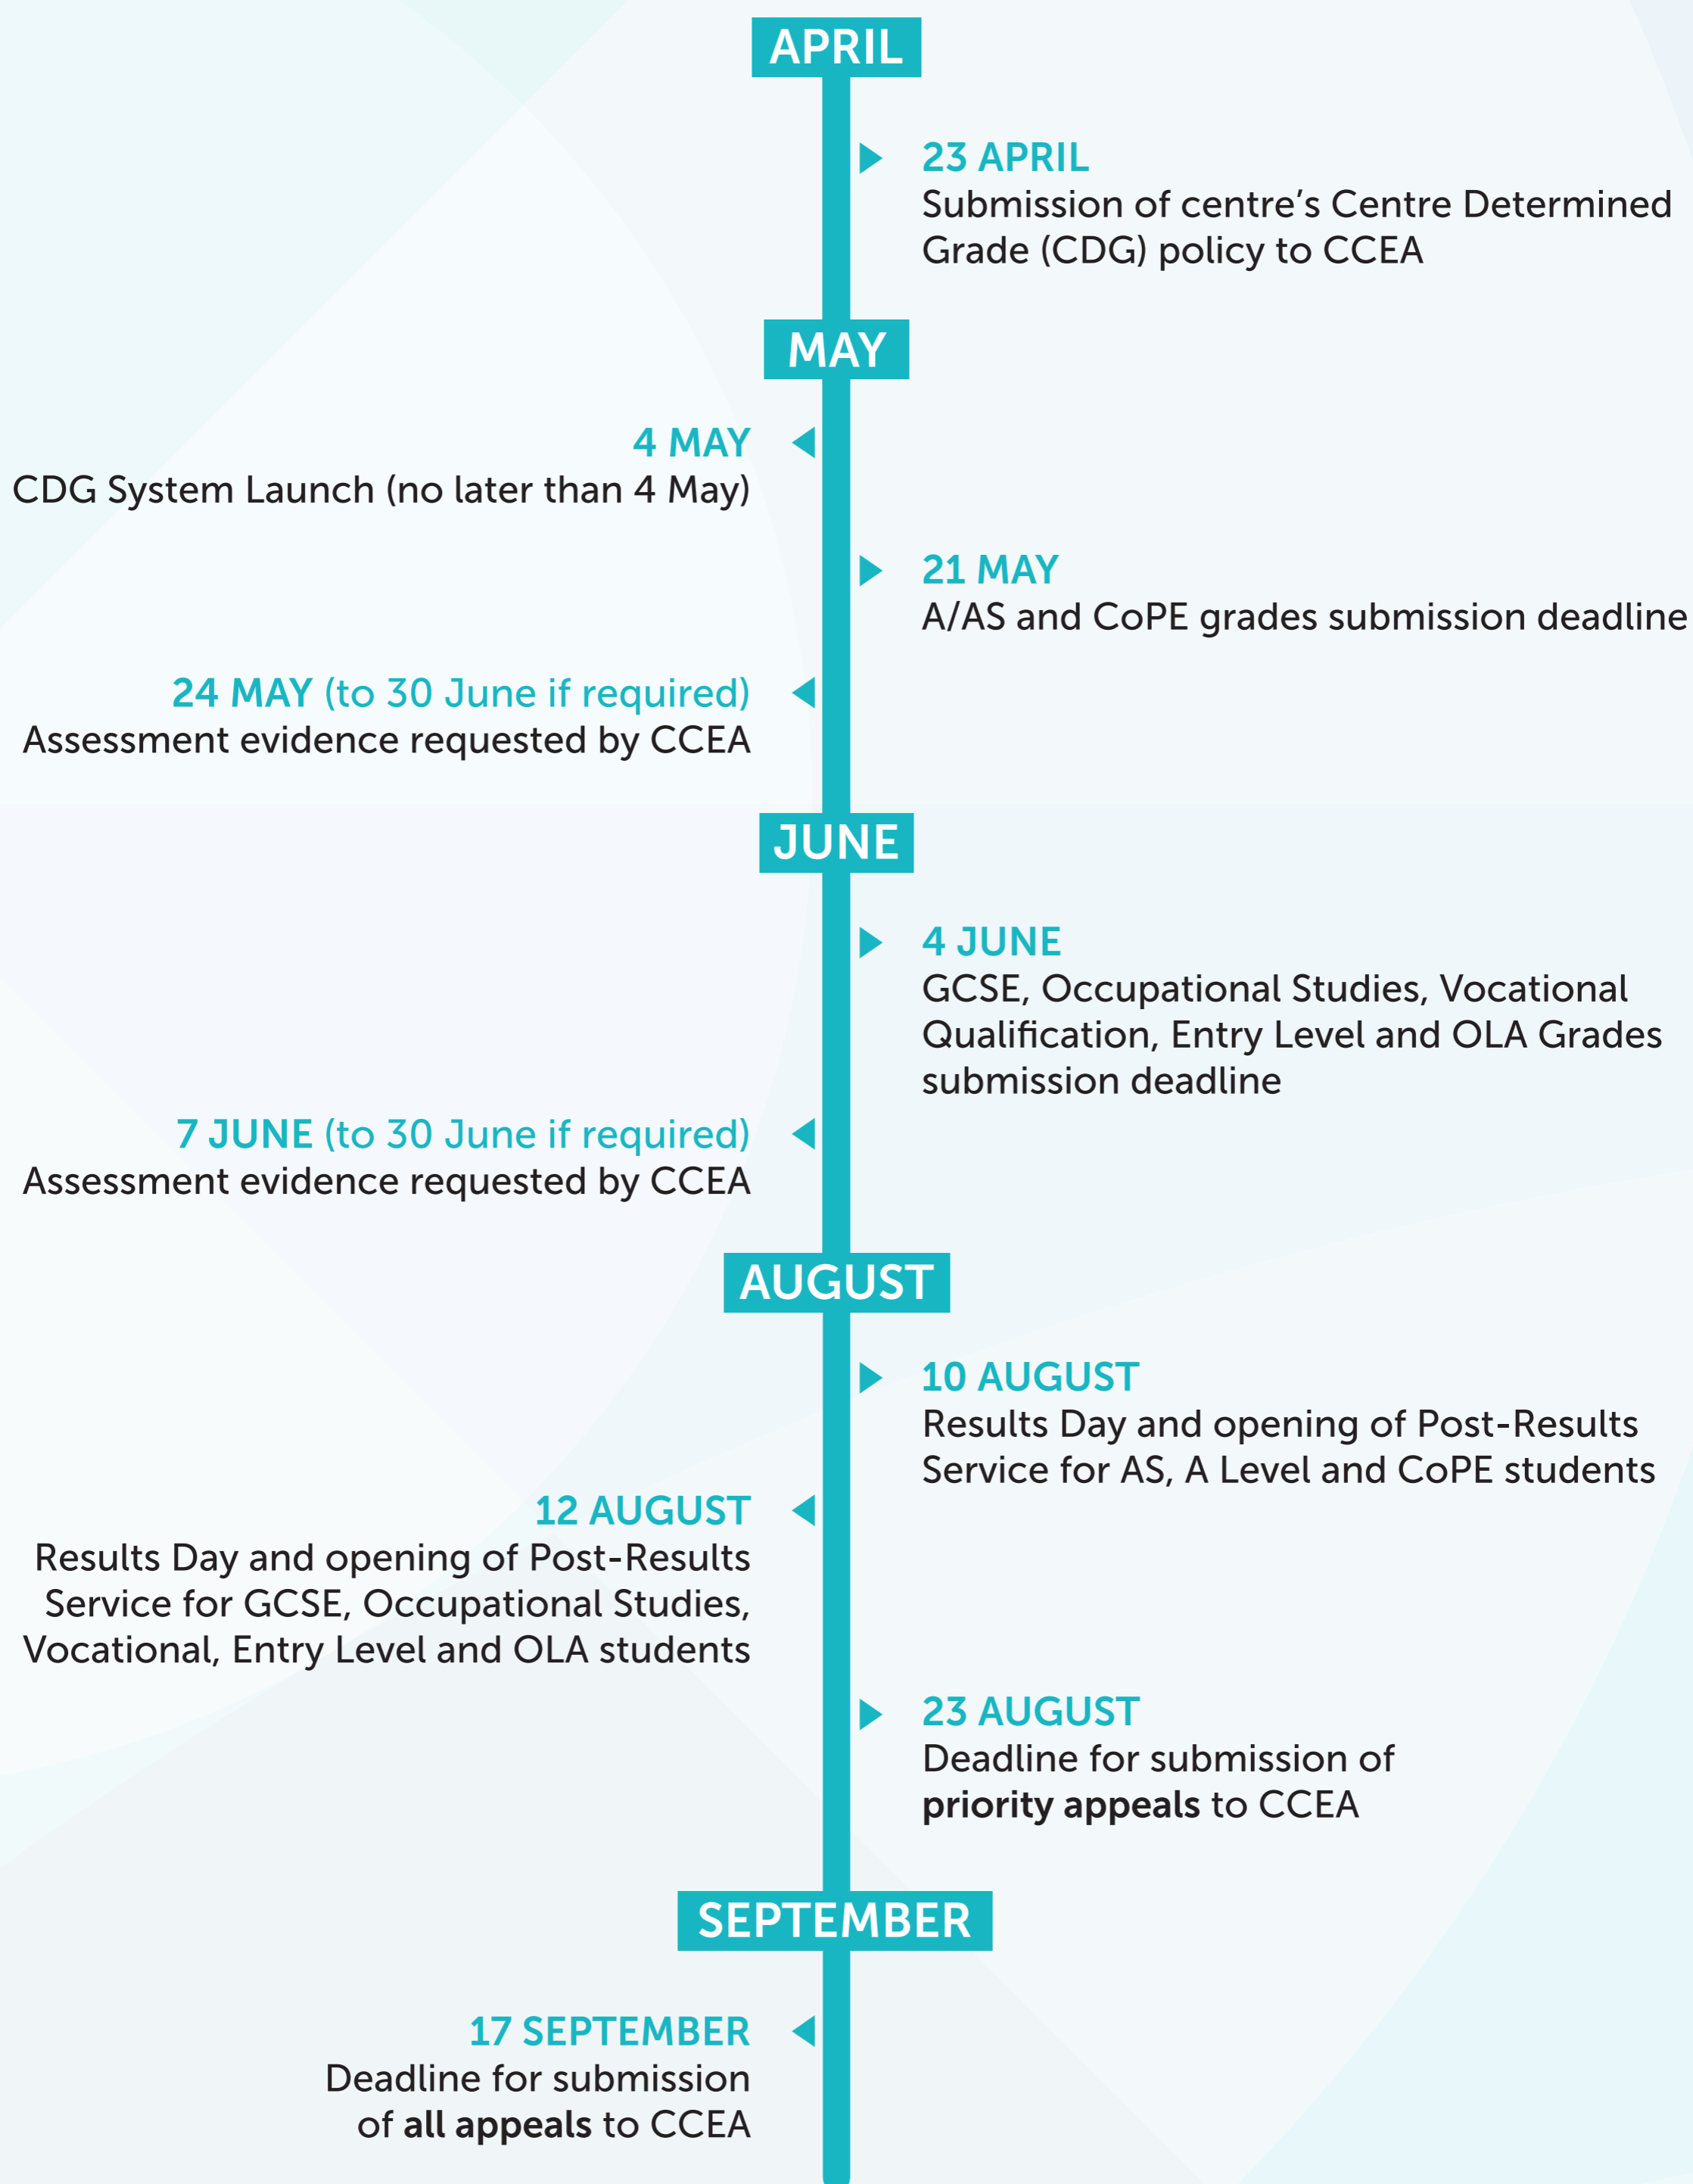 APRIL
23 APRIL
Submission of centre’s Centre Determined
Grade (CDG) policy to CCEA
MAY
4 MAY
CDG System Launch (no later than 4 May)
21 MAY
A/AS and CoPE grades submission deadline
24 MAY (to 30 June if required)
Assessment evidence requested by CCEA
JUNE
4 JUNE
GCSE, Occupational Studies, Vocational
Qualification, Entry Level and OLA Grades
submission deadline
7 JUNE (to 30 June if required)
Assessment evidence requested by CCEA
AUGUST
10 AUGUST
Results Day and opening of Post-Results
Service for AS, A Level and CoPE students
12 AUGUST
Results Day and opening of Post-Results
Service for GCSE, Occupational Studies,
Vocational, Entry Level and OLA students
23 AUGUST
Deadline for submission of
priority appeals to CCEA
SEPTEMBER
17 SEPTEMBER
Deadline for submission
of all appeals to CCEA